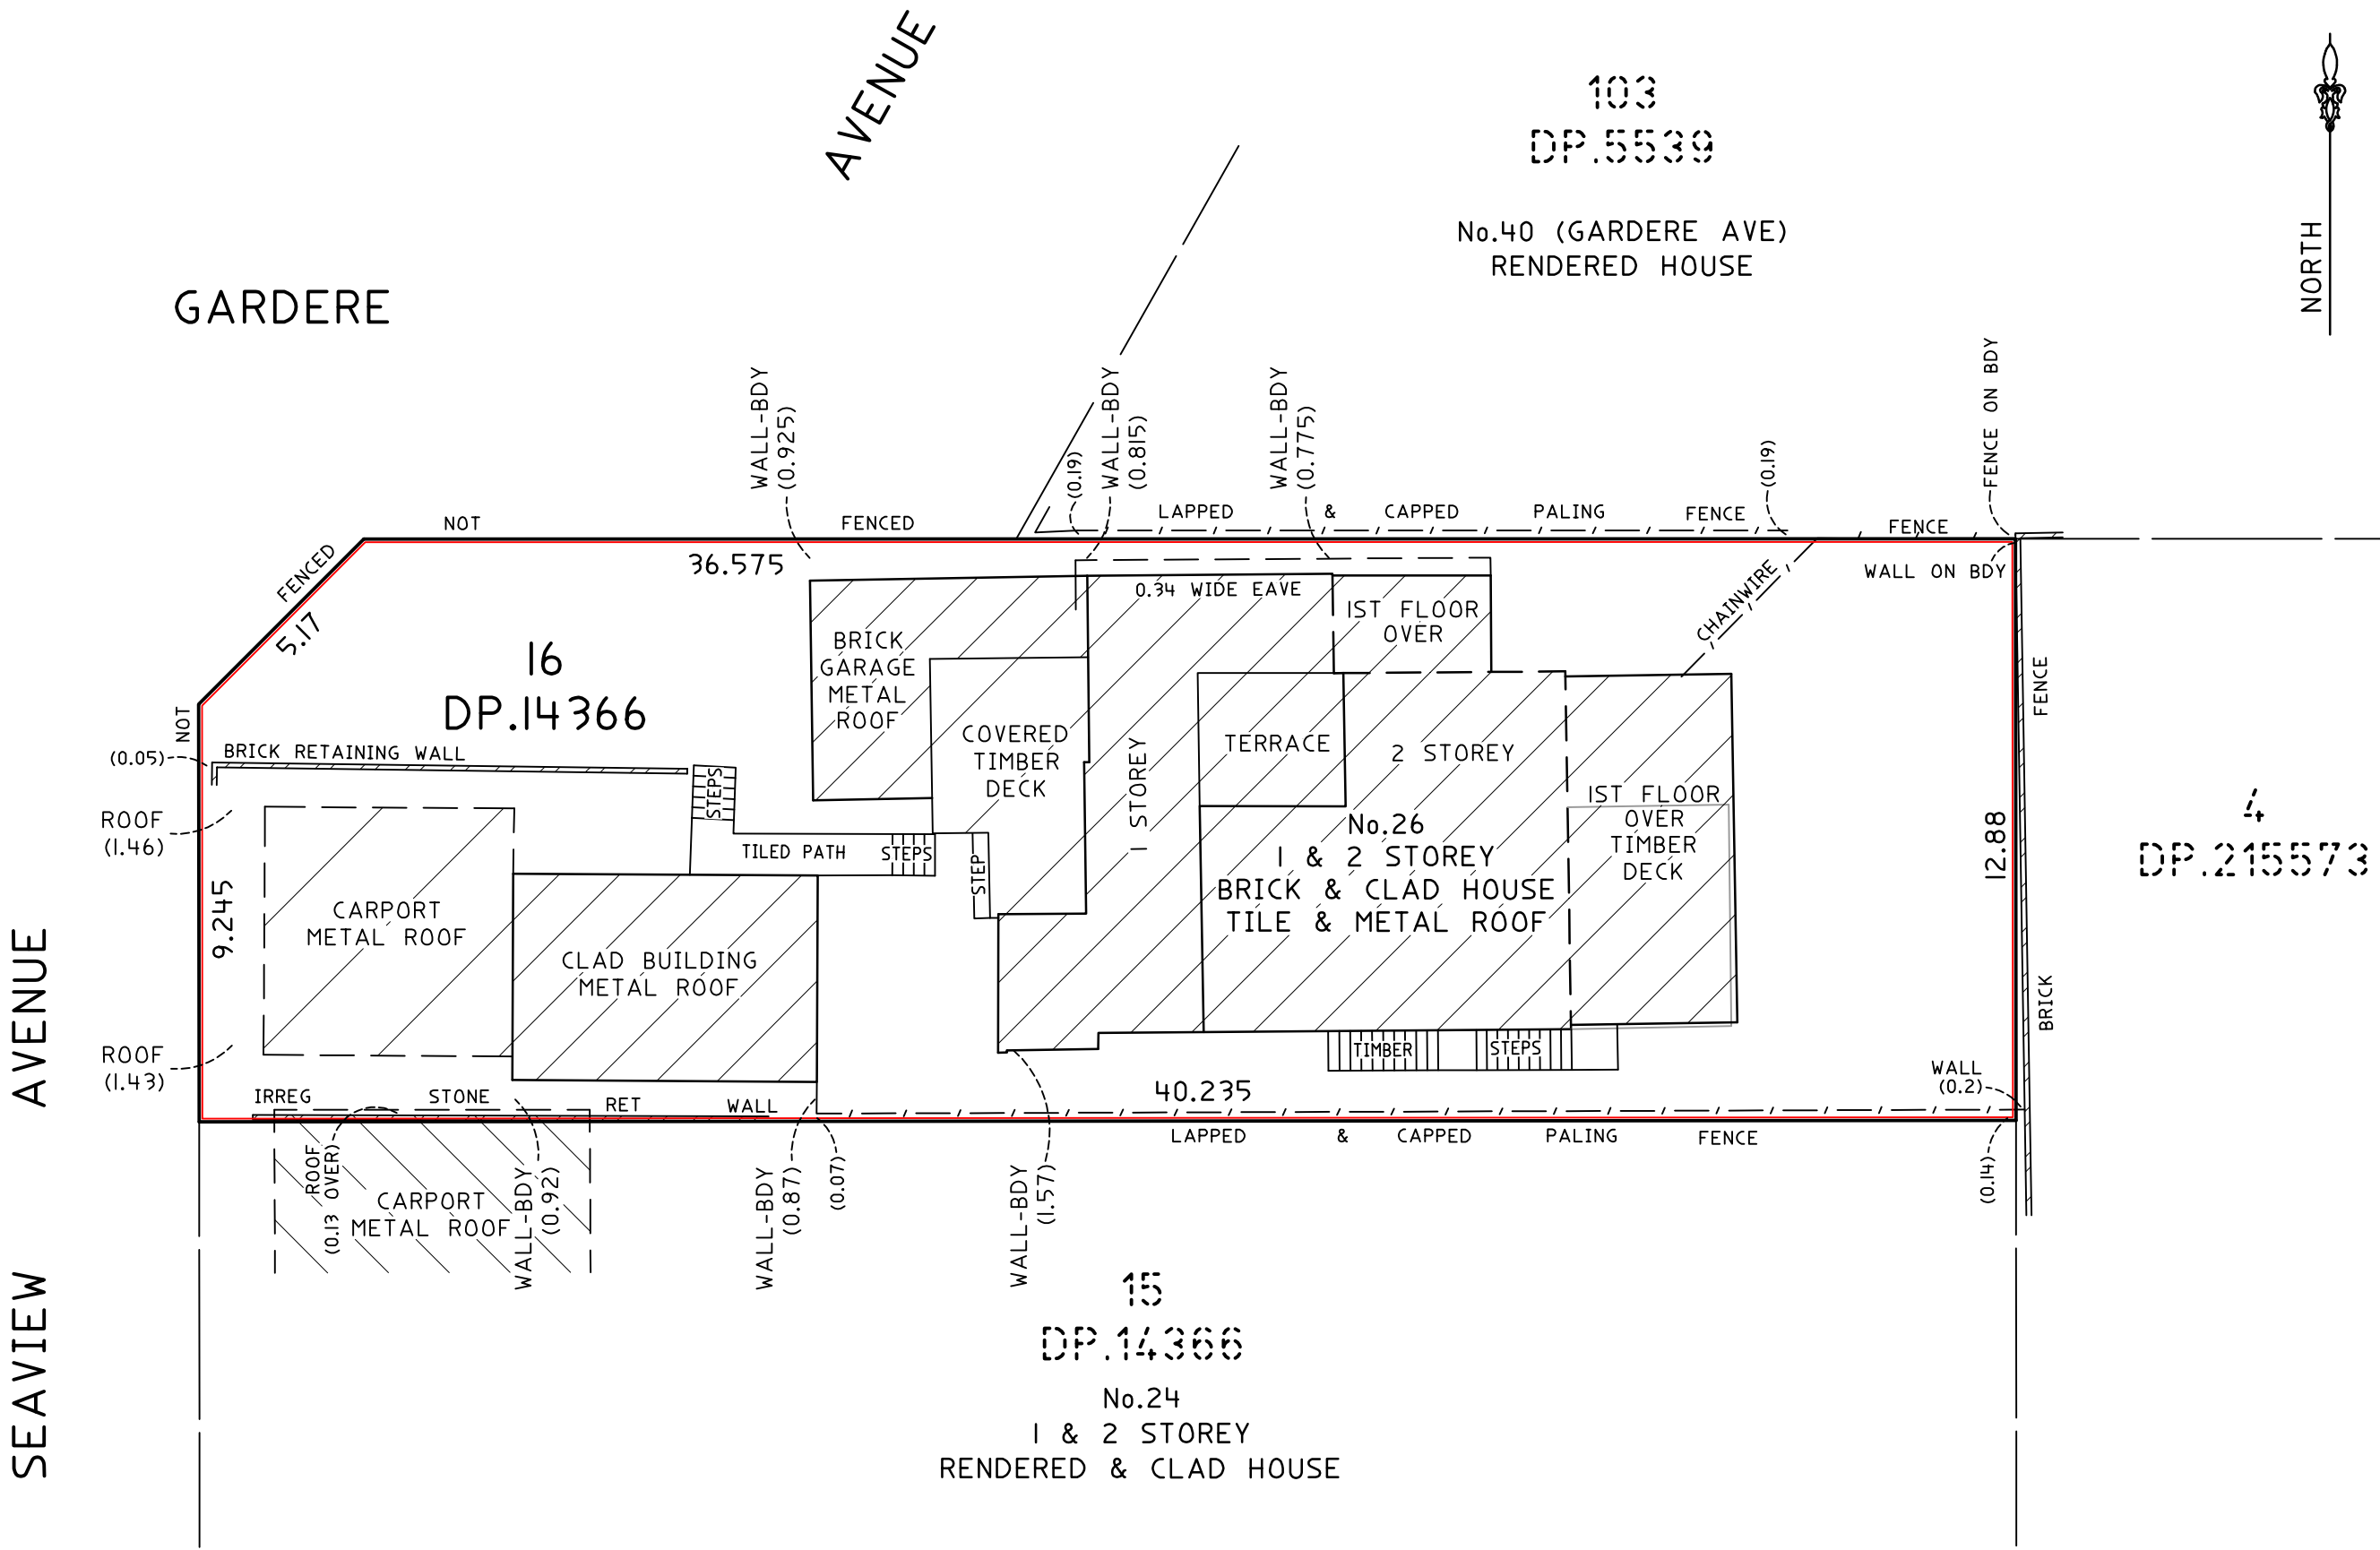 AVENUE
103
DP.5539
No.40 (GARDERE AVE)
RENDERED HOUSE
NORTH
GARDERE
WALL-BDY
(0.925)
(0.19)
WALL-BDY
(0.815)
WALL-BDY
(0.775)
(0.19)
FENCE ON BDY
NOT
FENCED
LAPPED & CAPPED PALING FENCE
FENCE
FENCED
5.17
36.575
0.34 WIDE EAVE
WALL ON BDY
CHAINWIRE
16
DP.14366
BRICK
GARAGE
METAL
ROOF
1ST FLOOR
OVER
NOT
(0.05)
BRICK RETAINING WALL
STEPS
COVERED
TIMBER
DECK
1 STOREY
TERRACE
2 STOREY
1ST FLOOR
OVER
TIMBER
DECK
FENCE
ROOF
(1.46)
TILED PATH
STEPS
STEP
No.26
1 & 2 STOREY
BRICK & CLAD HOUSE
TILE & METAL ROOF
12.88
4
DP.215573
9.245
CARPORT
METAL ROOF
CLAD BUILDING
METAL ROOF
BRICK
AVENUE
ROOF
(1.43)
TIMBER
STEPS
WALL
(0.2)
IRREG STONE RET WALL
40.235
LAPPED & CAPPED PALING FENCE
ROOF
(0.13 OVER)
CARPORT
METAL ROOF
WALL-BDY
(0.92)
WALL-BDY
(0.87)
(0.07)
WALL-BDY
(1.57)
(0.14)
SEAVIEW
15
DP.14366
No.24
1 & 2 STOREY
RENDERED & CLAD HOUSE